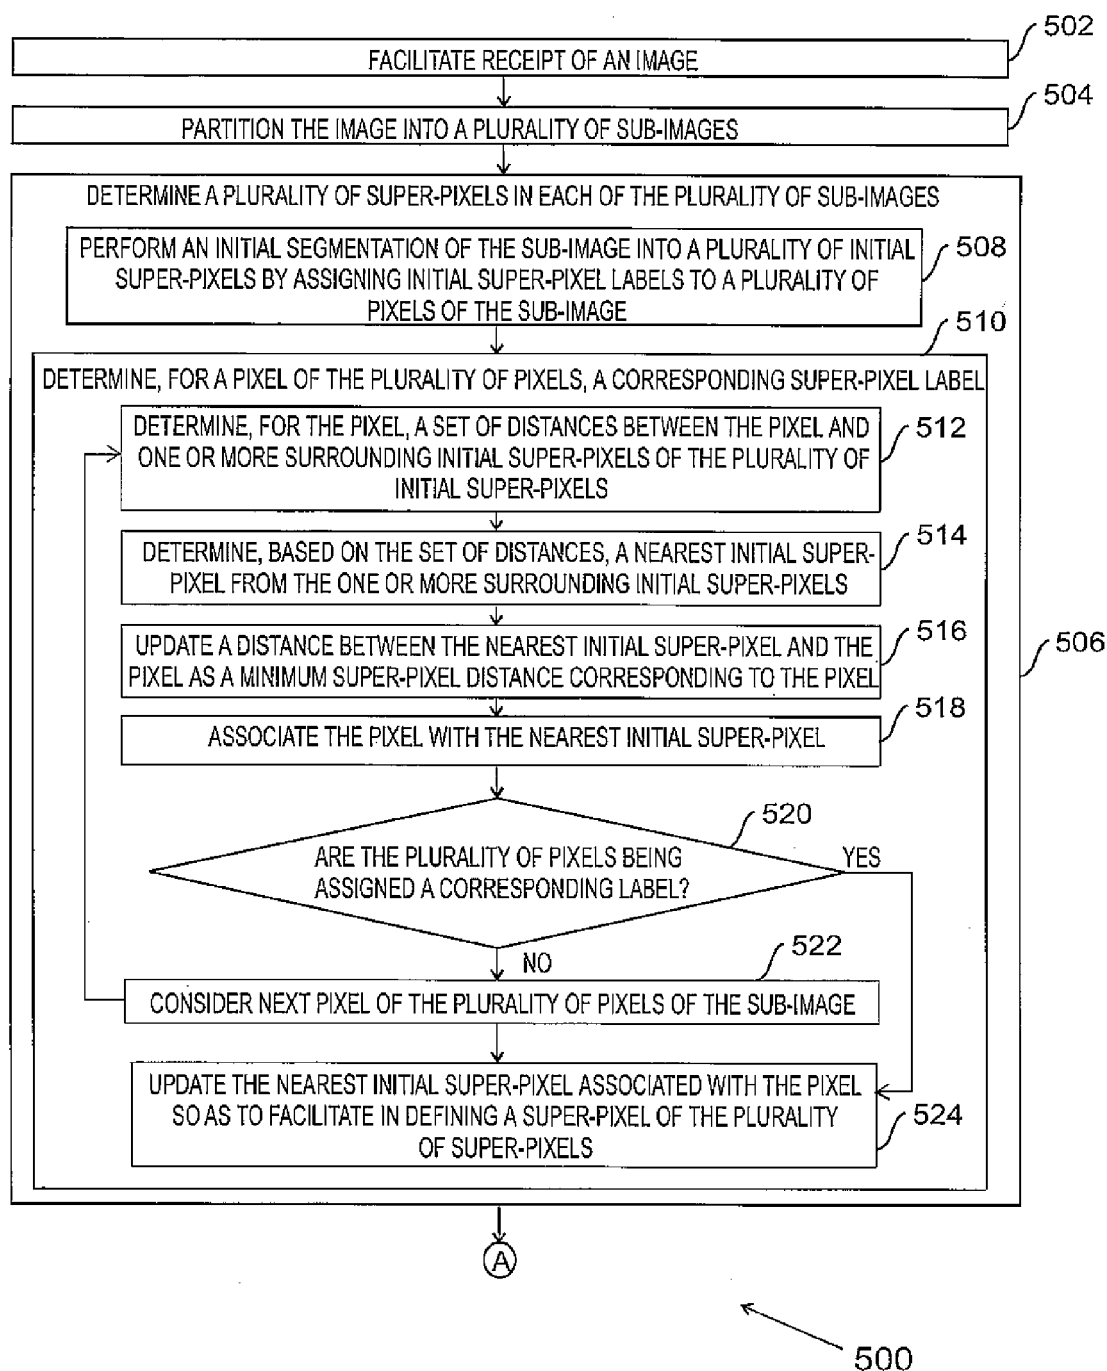 502
FACILITATE RECEIPT OF AN IMAGE
504
PARTITION THE IMAGE INTO A PLURALITY OF SUB-IMAGES
DETERMINE A PLURALITY OF SUPER-PIXELS IN EACH OF THE PLURALITY OF SUB-IMAGES
PERFORM AN INITIAL SEGMENTATION OF THE SUB-IMAGE INTO A PLURALITY OF INITIAL
SUPER-PIXELS BY ASSIGNING INITIAL SUPER-PIXEL LABELS TO A PLURALITY OF
PIXELS OF THE SUB-IMAGE
508
510
DETERMINE, FOR A PIXEL OF THE PLURALITY OF PIXELS, A CORRESPONDING SUPER-PIXEL LABEL
DETERMINE, FOR THE PIXEL, A SET OF DISTANCES BETWEEN THE PIXEL AND
ONE OR MORE SURROUNDING INITIAL SUPER-PIXELS OF THE PLURALITY OF
INITIAL SUPER-PIXELS
512
DETERMINE, BASED ON THE SET OF DISTANCES, A NEAREST INITIAL SUPER-
PIXEL FROM THE ONE OR MORE SURROUNDING INITIAL SUPER-PIXELS
514
UPDATE A DISTANCE BETWEEN THE NEAREST INITIAL SUPER-PIXEL AND THE
PIXEL AS A MINIMUM SUPER-PIXEL DISTANCE CORRESPONDING TO THE PIXEL
516
506
518
ASSOCIATE THE PIXEL WITH THE NEAREST INITIAL SUPER-PIXEL
520
ARE THE PLURALITY OF PIXELS BEING
ASSIGNED A CORRESPONDING LABEL?
YES
NO
522
CONSIDER NEXT PIXEL OF THE PLURALITY OF PIXELS OF THE SUB-IMAGE
UPDATE THE NEAREST INITIAL SUPER-PIXEL ASSOCIATED WITH THE PIXEL
SO AS TO FACILITATE IN DEFINING A SUPER-PIXEL OF THE PLURALITY
OF SUPER-PIXELS
524
A
500